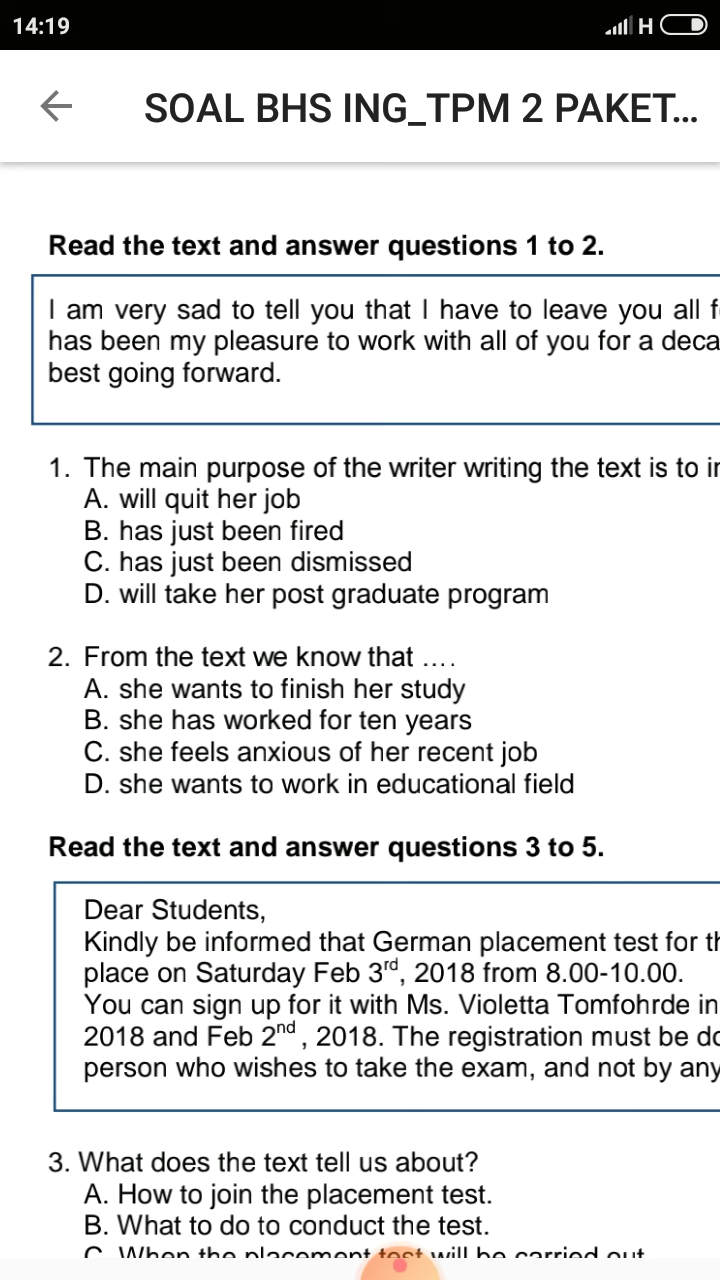 14:19
H
SOAL BHS ING_TPM 2 PAKET...
Read the text and answer questions 1 to 2.
I am very sad to tell you that I have to leave you all
has been my pleasure to work with all of you for a
best going forward.
1. The main purpose of the writer writing the text is to
A. will quit her job
B. has just been fired
C. has just been dismissed
D. will take her post graduate program
2. From the text we know that ....
A. she wants to finish her study
B. she has worked for ten years
C. she feels anxious of her recent job
D. she wants to work in educational field
Read the text and answer questions 3 to 5.
Dear Students,
Kindly be informed that German placement test for
place on Saturday Feb 3rd, 2018 from 8.00-10.00.
You can sign up for it with Ms. Violetta Tomfohrde in
2018 and Feb 2nd , 2018. The registration must be
person who wishes to take the exam, and not by any
3. What does the text tell us about?
A. How to join the placement test.
B. What to do to conduct the test.
C. When the placement test will be carried out